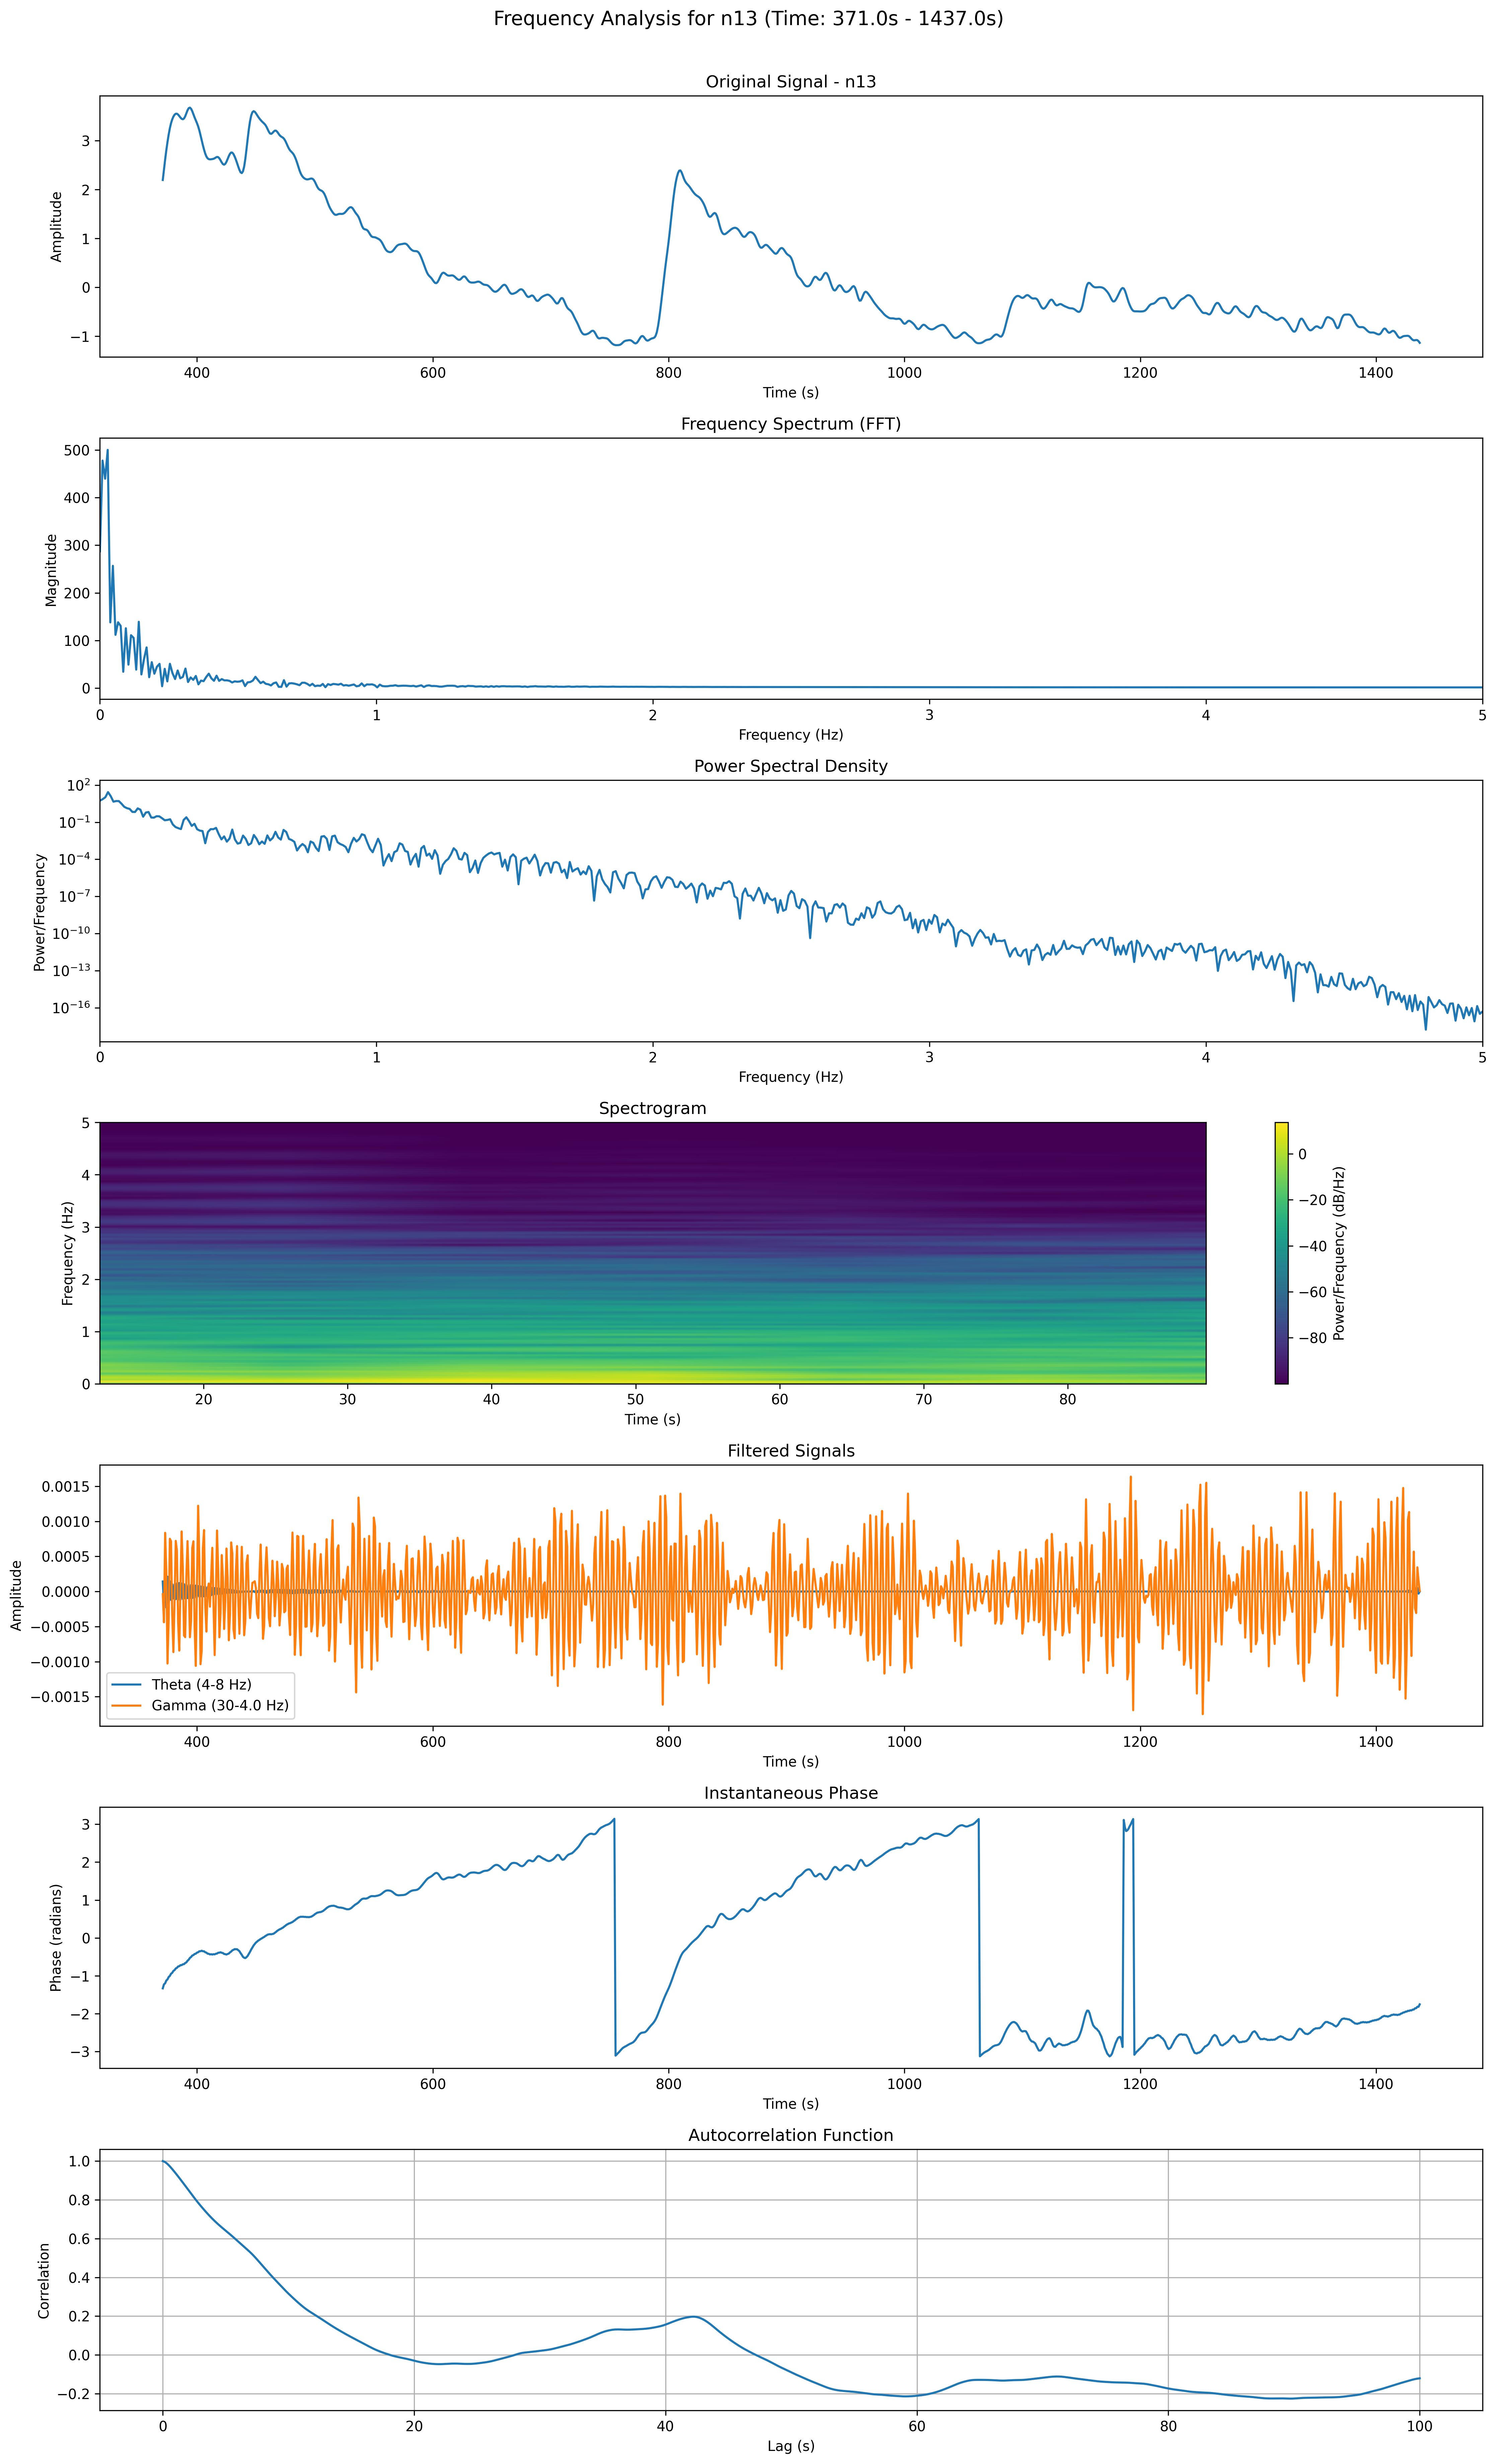 Frequency Analysis for n13 (Time: 371.0s - 1437.0s)
Original Signal - n13
Amplitude
3
2
1
0
−1
400 600 800 1000 1200 1400
Time (s)
Frequency Spectrum (FFT)
Magnitude
500
400
300
200
100
0
0 1 2 3 4 5
Frequency (Hz)
Power Spectral Density
Power/Frequency
10²
10⁻¹
10⁻⁴
10⁻⁷
10⁻¹⁰
10⁻¹³
10⁻¹⁶
0 1 2 3 4 5
Frequency (Hz)
Spectrogram
Frequency (Hz)
5
4
3
2
1
0
20 30 40 50 60 70 80
Time (s)
0
−20
−40
−60
−80
Power/Frequency (dB/Hz)
Filtered Signals
Amplitude
0.0015
0.0010
0.0005
0.0000
−0.0005
−0.0010
−0.0015
Theta (4-8 Hz)
Gamma (30-4.0 Hz)
400 600 800 1000 1200 1400
Time (s)
Instantaneous Phase
Phase (radians)
3
2
1
0
−1
−2
−3
400 600 800 1000 1200 1400
Time (s)
Autocorrelation Function
Correlation
1.0
0.8
0.6
0.4
0.2
0.0
−0.2
0 20 40 60 80 100
Lag (s)